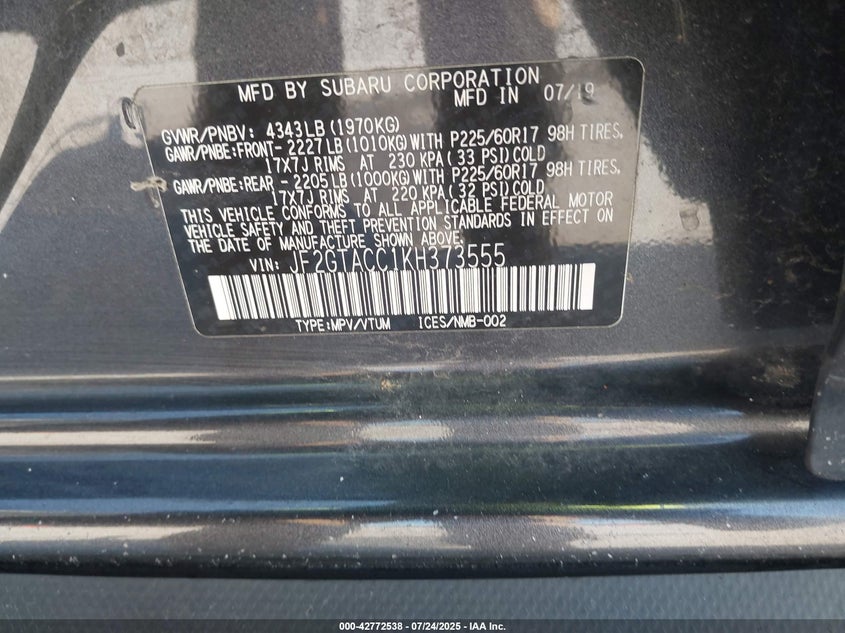 MFD BY SUBARU CORPORATION
MFD IN 07/19
GVWR/PNBV: 4343LB(1970KG)
GAWR/PNBE:FRONT- 2227LB(1010KG)WITH P225/60R17 98H TIRES,
17X7J RIMS AT 230 KPA(33 PSI)COLD
GAWR/PNBE:REAR - 2205LB(1000KG)WITH P225/60R17 98H TIRES,
17X7J RIMS AT 220 KPA(32 PSI)COLD
THIS VEHICLE CONFORMS TO ALL APPLICABLE FEDERAL MOTOR
VEHICLE SAFETY AND THEFT PREVENTION STANDARDS IN EFFECT ON
THE DATE OF MANUFACTURE SHOWN ABOVE.
VIN: JF2GTACC1KH373555
TYPE:MPV/VTUM ICES/NMB-002
000-42772538 - 07/24/2025 - IAA Inc.